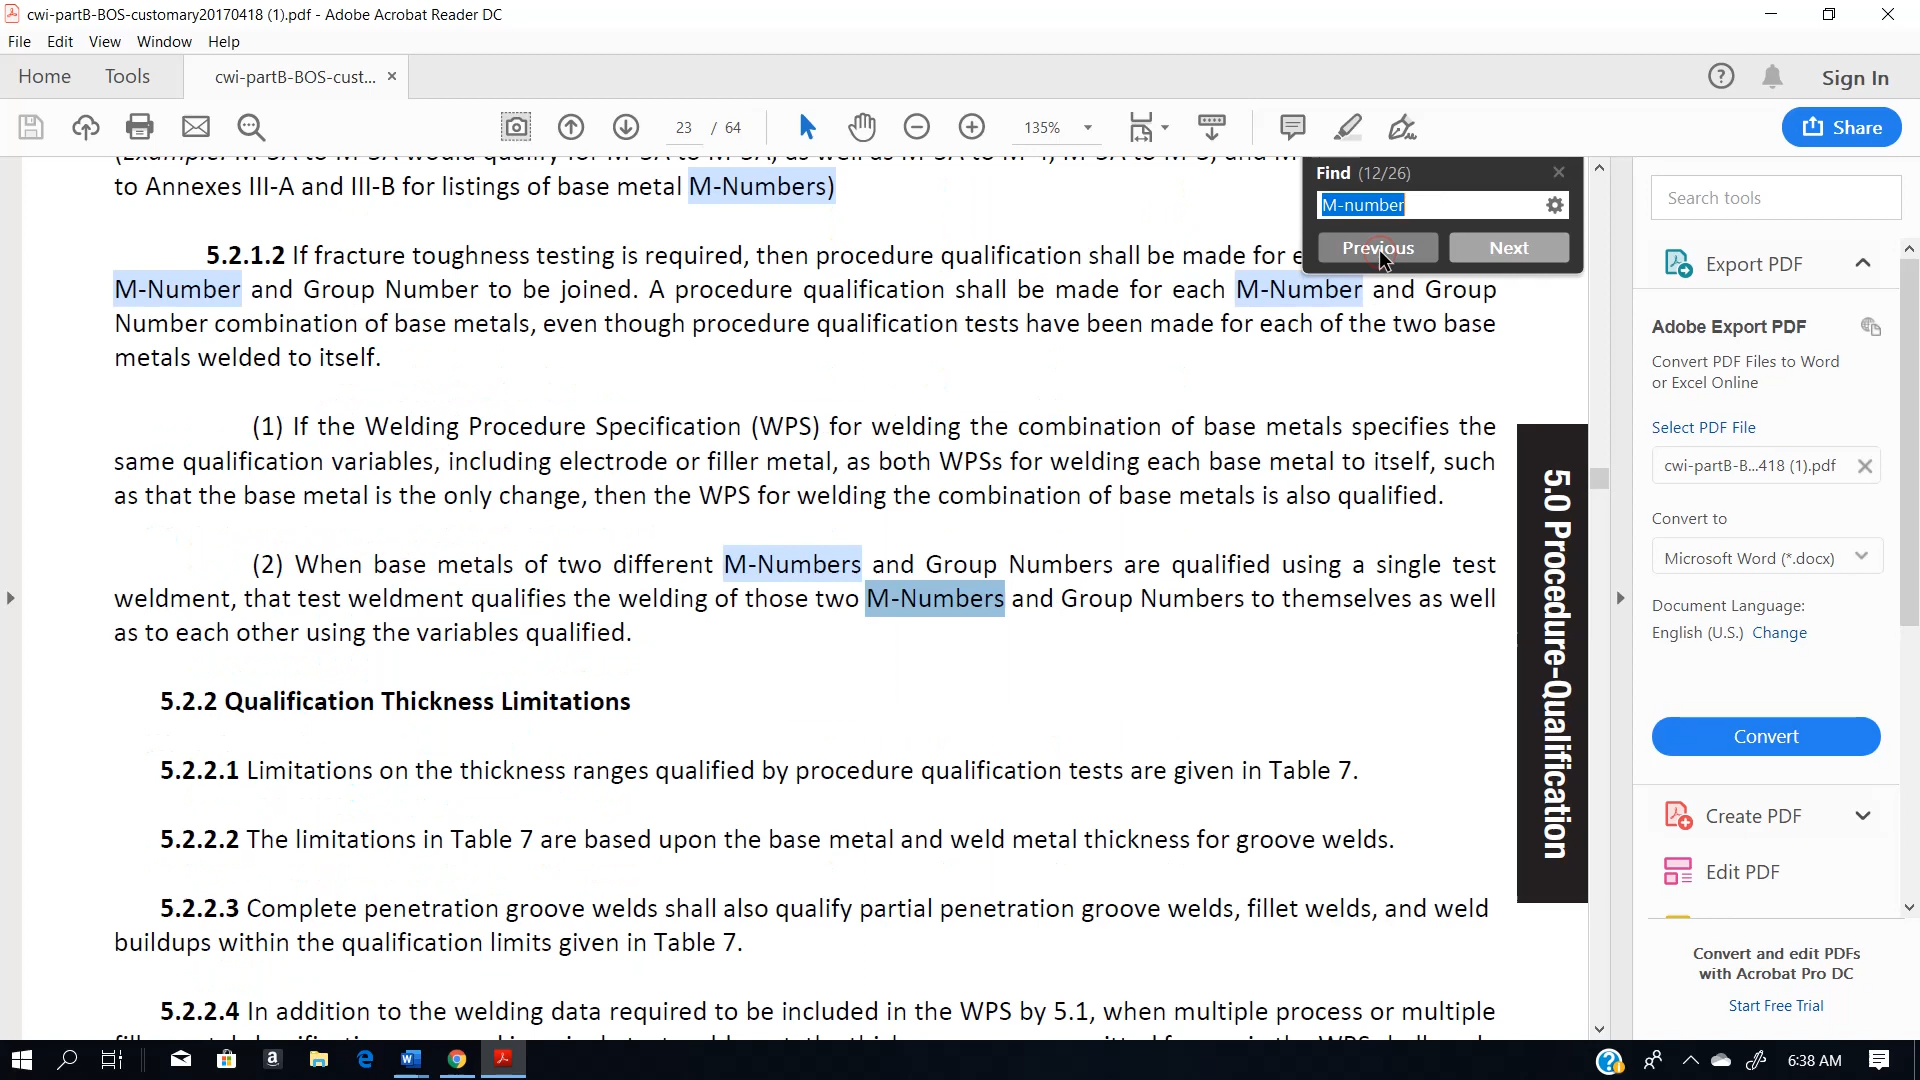 cwi-partB-BOS-customary20170418 (1).pdf - Adobe Acrobat Reader DC
File Edit View Window Help
Home Tools cwi-partB-BOS-cust... × Sign In
23 / 64 135% Share
to Annexes III-A and III-B for listings of base metal M-Numbers)
5.2.1.2 If fracture toughness testing is required, then procedure qualification shall be made for
M-Number and Group Number to be joined. A procedure qualification shall be made for each M-Number and Group
Number combination of base metals, even though procedure qualification tests have been made for each of the two base
metals welded to itself.
(1) If the Welding Procedure Specification (WPS) for welding the combination of base metals specifies the
same qualification variables, including electrode or filler metal, as both WPSs for welding each base metal to itself, such
as that the base metal is the only change, then the WPS for welding the combination of base metals is also qualified.
(2) When base metals of two different M-Numbers and Group Numbers are qualified using a single test
weldment, that test weldment qualifies the welding of those two M-Numbers and Group Numbers to themselves as well
as to each other using the variables qualified.
5.2.2 Qualification Thickness Limitations
5.2.2.1 Limitations on the thickness ranges qualified by procedure qualification tests are given in Table 7.
5.2.2.2 The limitations in Table 7 are based upon the base metal and weld metal thickness for groove welds.
5.2.2.3 Complete penetration groove welds shall also qualify partial penetration groove welds, fillet welds, and weld
buildups within the qualification limits given in Table 7.
5.2.2.4 In addition to the welding data required to be included in the WPS by 5.1, when multiple process or multiple
5.0 Procedure-Qualification
Find (12/26)
M-number
Previous Next
Search tools
Export PDF
Adobe Export PDF
Convert PDF Files to Word
or Excel Online
Select PDF File
cwi-partB-B...418 (1).pdf
Convert to
Microsoft Word (*.docx)
Document Language:
English (U.S.) Change
Convert
Create PDF
Edit PDF
Convert and edit PDFs
with Acrobat Pro DC
Start Free Trial
6:38 AM